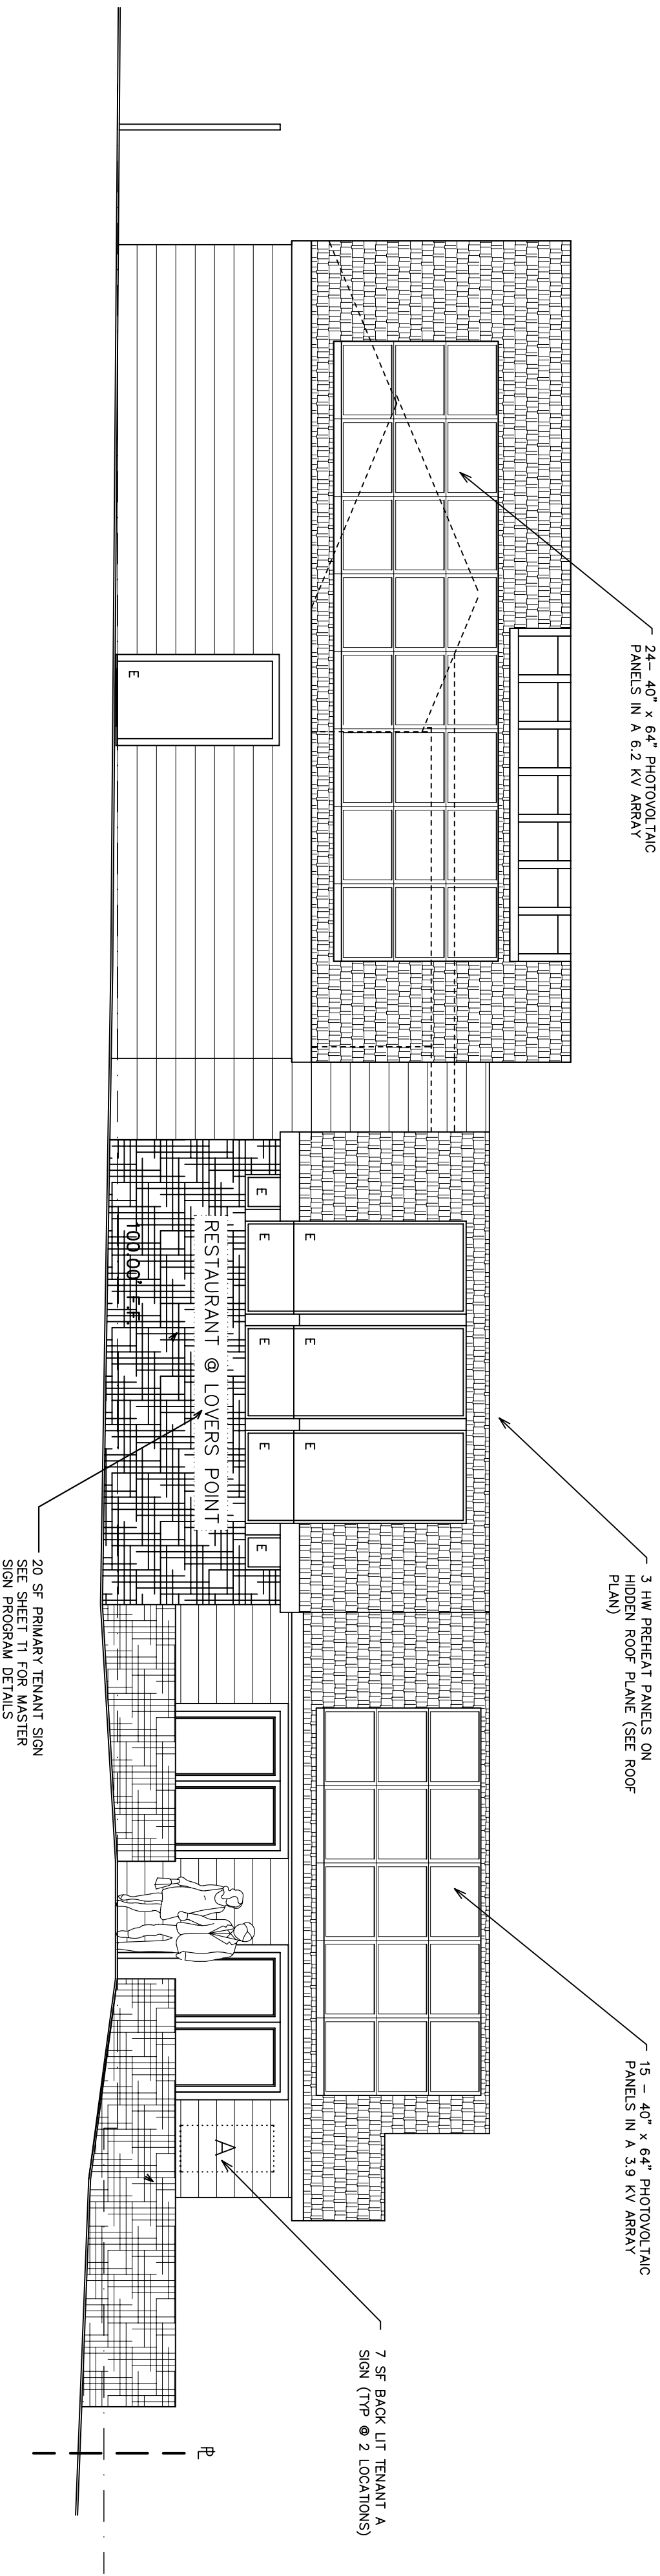 24– 40" x 64" PHOTOVOLTAIC
PANELS IN A 6.2 KV ARRAY
3 HW PREHEAT PANELS ON
HIDDEN ROOF PLANE (SEE ROOF
PLAN)
15 – 40" x 64" PHOTOVOLTAIC
PANELS IN A 3.9 KV ARRAY
7 SF BACK LIT TENANT A
SIGN (TYP @ 2 LOCATIONS)
E
E
E
E
E
E
E
E
E
RESTAURANT @ LOVERS POINT
100.00' F.F.
A
PL
20 SF PRIMARY TENANT SIGN
SEE SHEET T1 FOR MASTER
SIGN PROGRAM DETAILS